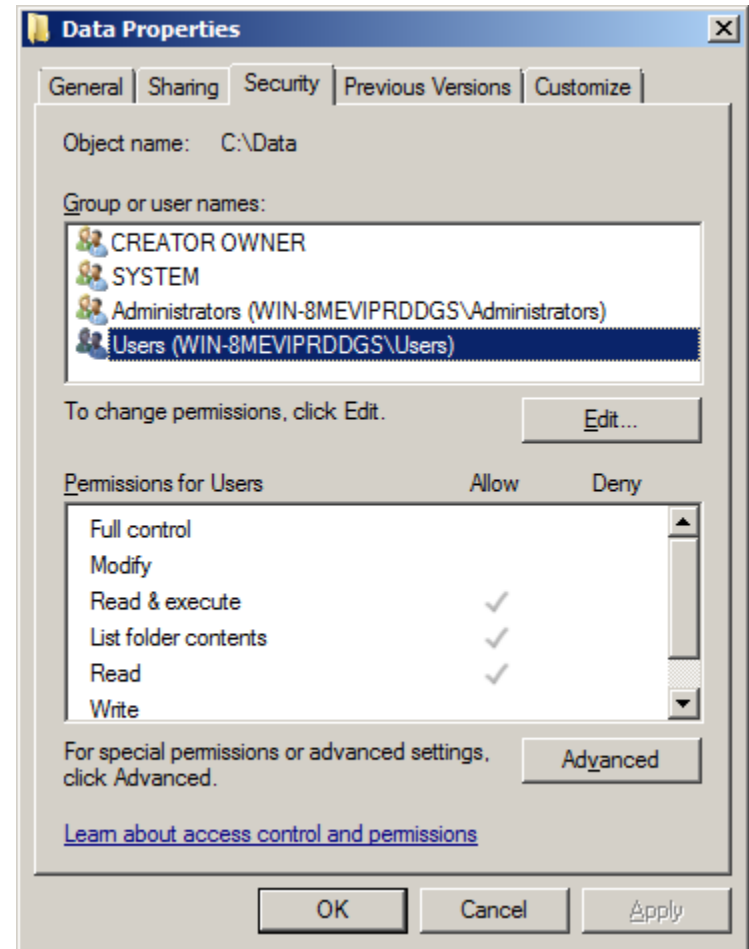 Data Properties
General Sharing Security Previous Versions Customize
Object name: C:\Data
Group or user names:
CREATOR OWNER
SYSTEM
Administrators (WIN-8MEVIPRDDGS\Administrators)
Users (WIN-8MEVIPRDDGS\Users)
To change permissions, click Edit.
Edit...
Permissions for Users Allow Deny
Full control
Modify
Read & execute
List folder contents
Read
Write
For special permissions or advanced settings,
click Advanced.
Advanced
Learn about access control and permissions
OK Cancel Apply